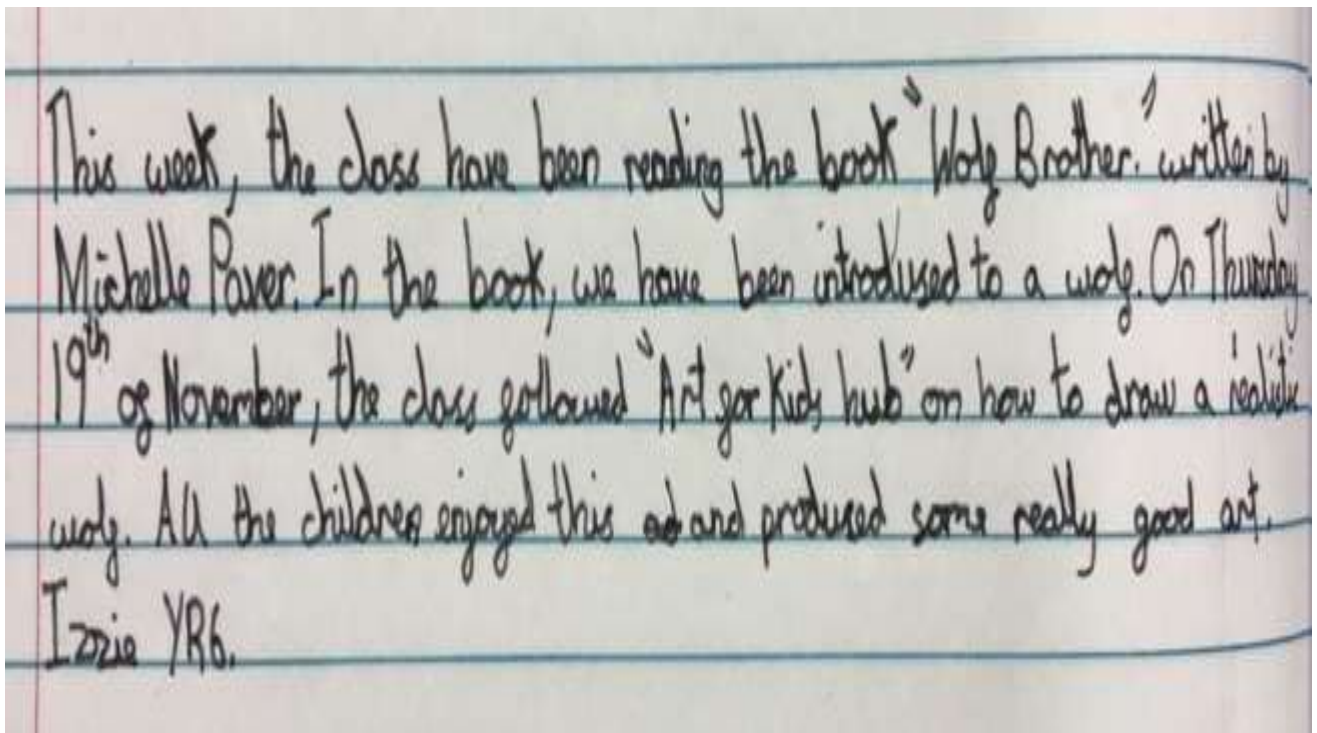 This week, the class have been reading the book "Wolf Brother." written by
Michelle Paver. In the book, we have been introdused to a wolf. On Thursday
19th of November, the class followed "Art for Kids hub" on how to draw a realistic
wolf. All the children enjoyed this and prodused some really good art.
Izzie YR6.